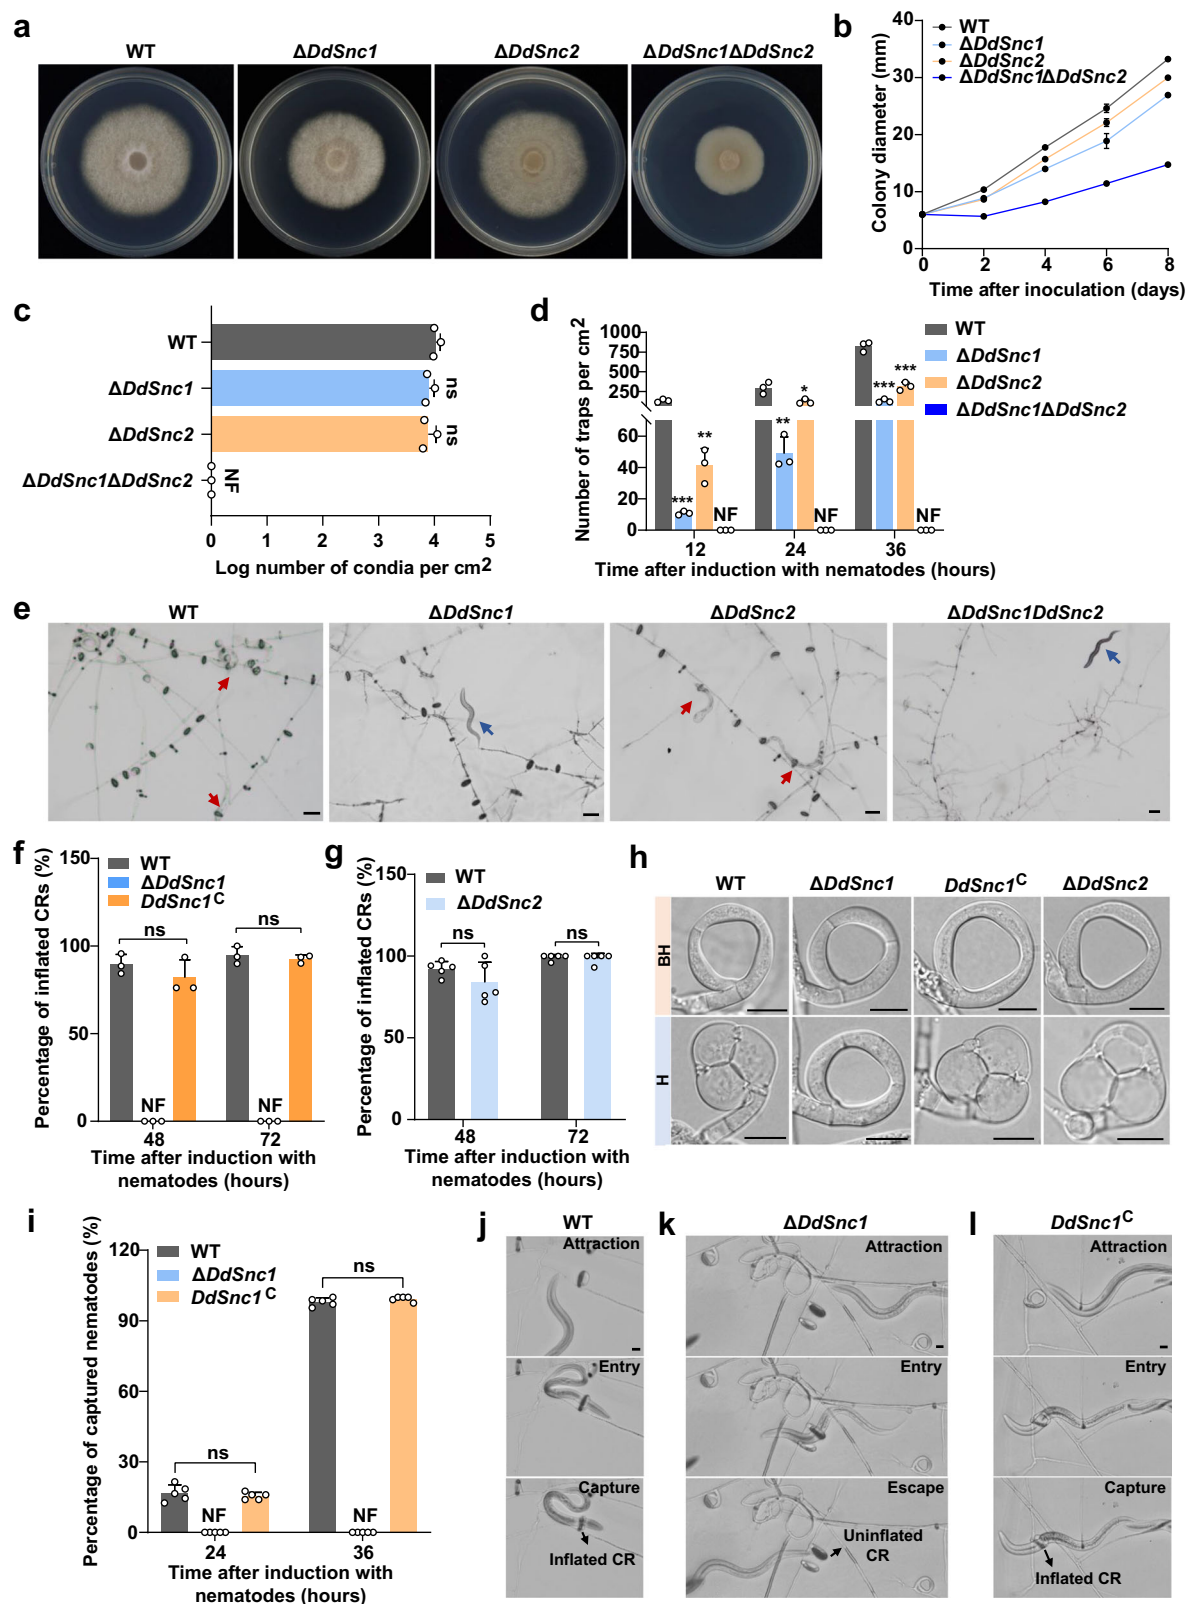 a
WT
ΔDdSnc1
ΔDdSnc2
ΔDdSnc1ΔDdSnc2
b
Colony diameter (mm)
40
30
20
10
0
WT
ΔDdSnc1
ΔDdSnc2
ΔDdSnc1ΔDdSnc2
0 2 4 6 8
Time after inoculation (days)
c
WT
ΔDdSnc1
ns
ΔDdSnc2
ns
ΔDdSnc1ΔDdSnc2
NF
0 1 2 3 4 5
Log number of condia per cm2
d
Number of traps per cm2
1000
750
500
250
60
40
20
0
*** ** NF
** * NF
*** *** NF
12 24 36
Time after induction with nematodes (hours)
WT
ΔDdSnc1
ΔDdSnc2
ΔDdSnc1ΔDdSnc2
e
WT
ΔDdSnc1
ΔDdSnc2
ΔDdSnc1DdSnc2
f
Percentage of inflated CRs (%)
150
100
50
0
WT
ΔDdSnc1
DdSnc1C
ns ns
NF NF
48 72
Time after induction with
nematodes (hours)
g
Percentage of inflated CRs (%)
150
100
50
0
WT
ΔDdSnc2
ns ns
48 72
Time after induction with
nematodes (hours)
h
WT
ΔDdSnc1
DdSnc1C
ΔDdSnc2
BH
H
i
Percentage of captured nematodes (%)
120
90
60
30
0
WT
ΔDdSnc1
DdSnc1C
ns
ns
NF NF
24 36
Time after induction with
nematodes (hours)
j
WT
Attraction
Entry
Capture
Inflated CR
k
ΔDdSnc1
Attraction
Entry
Escape
Uninflated
CR
l
DdSnc1C
Attraction
Entry
Capture
Inflated CR